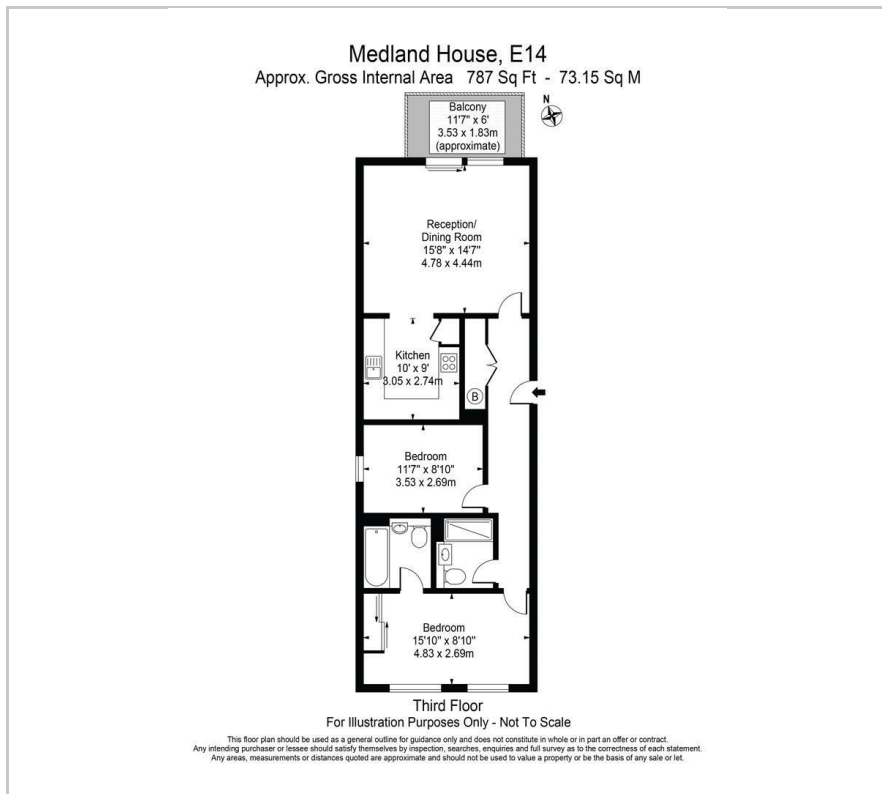 Medland House, E14
Approx. Gross Internal Area 787 Sq Ft - 73.15 Sq M
N
Balcony
11'7" x 6'
3.53 x 1.83m
(approximate)
Reception/
Dining Room
15'8" x 14'7"
4.78 x 4.44m
Kitchen
10' x 9'
3.05 x 2.74m
B
Bedroom
11'7" x 8'10"
3.53 x 2.69m
Bedroom
15'10" x 8'10"
4.83 x 2.69m
Third Floor
For Illustration Purposes Only - Not To Scale
This floor plan should be used as a general outline for guidance only and does not constitute in whole or in part an offer or contract.
Any intending purchaser or lessee should satisfy themselves by inspection, searches, enquiries and full survey as to the correctness of each statement.
Any areas, measurements or distances quoted are approximate and should not be used to value a property or be the basis of any sale or let.